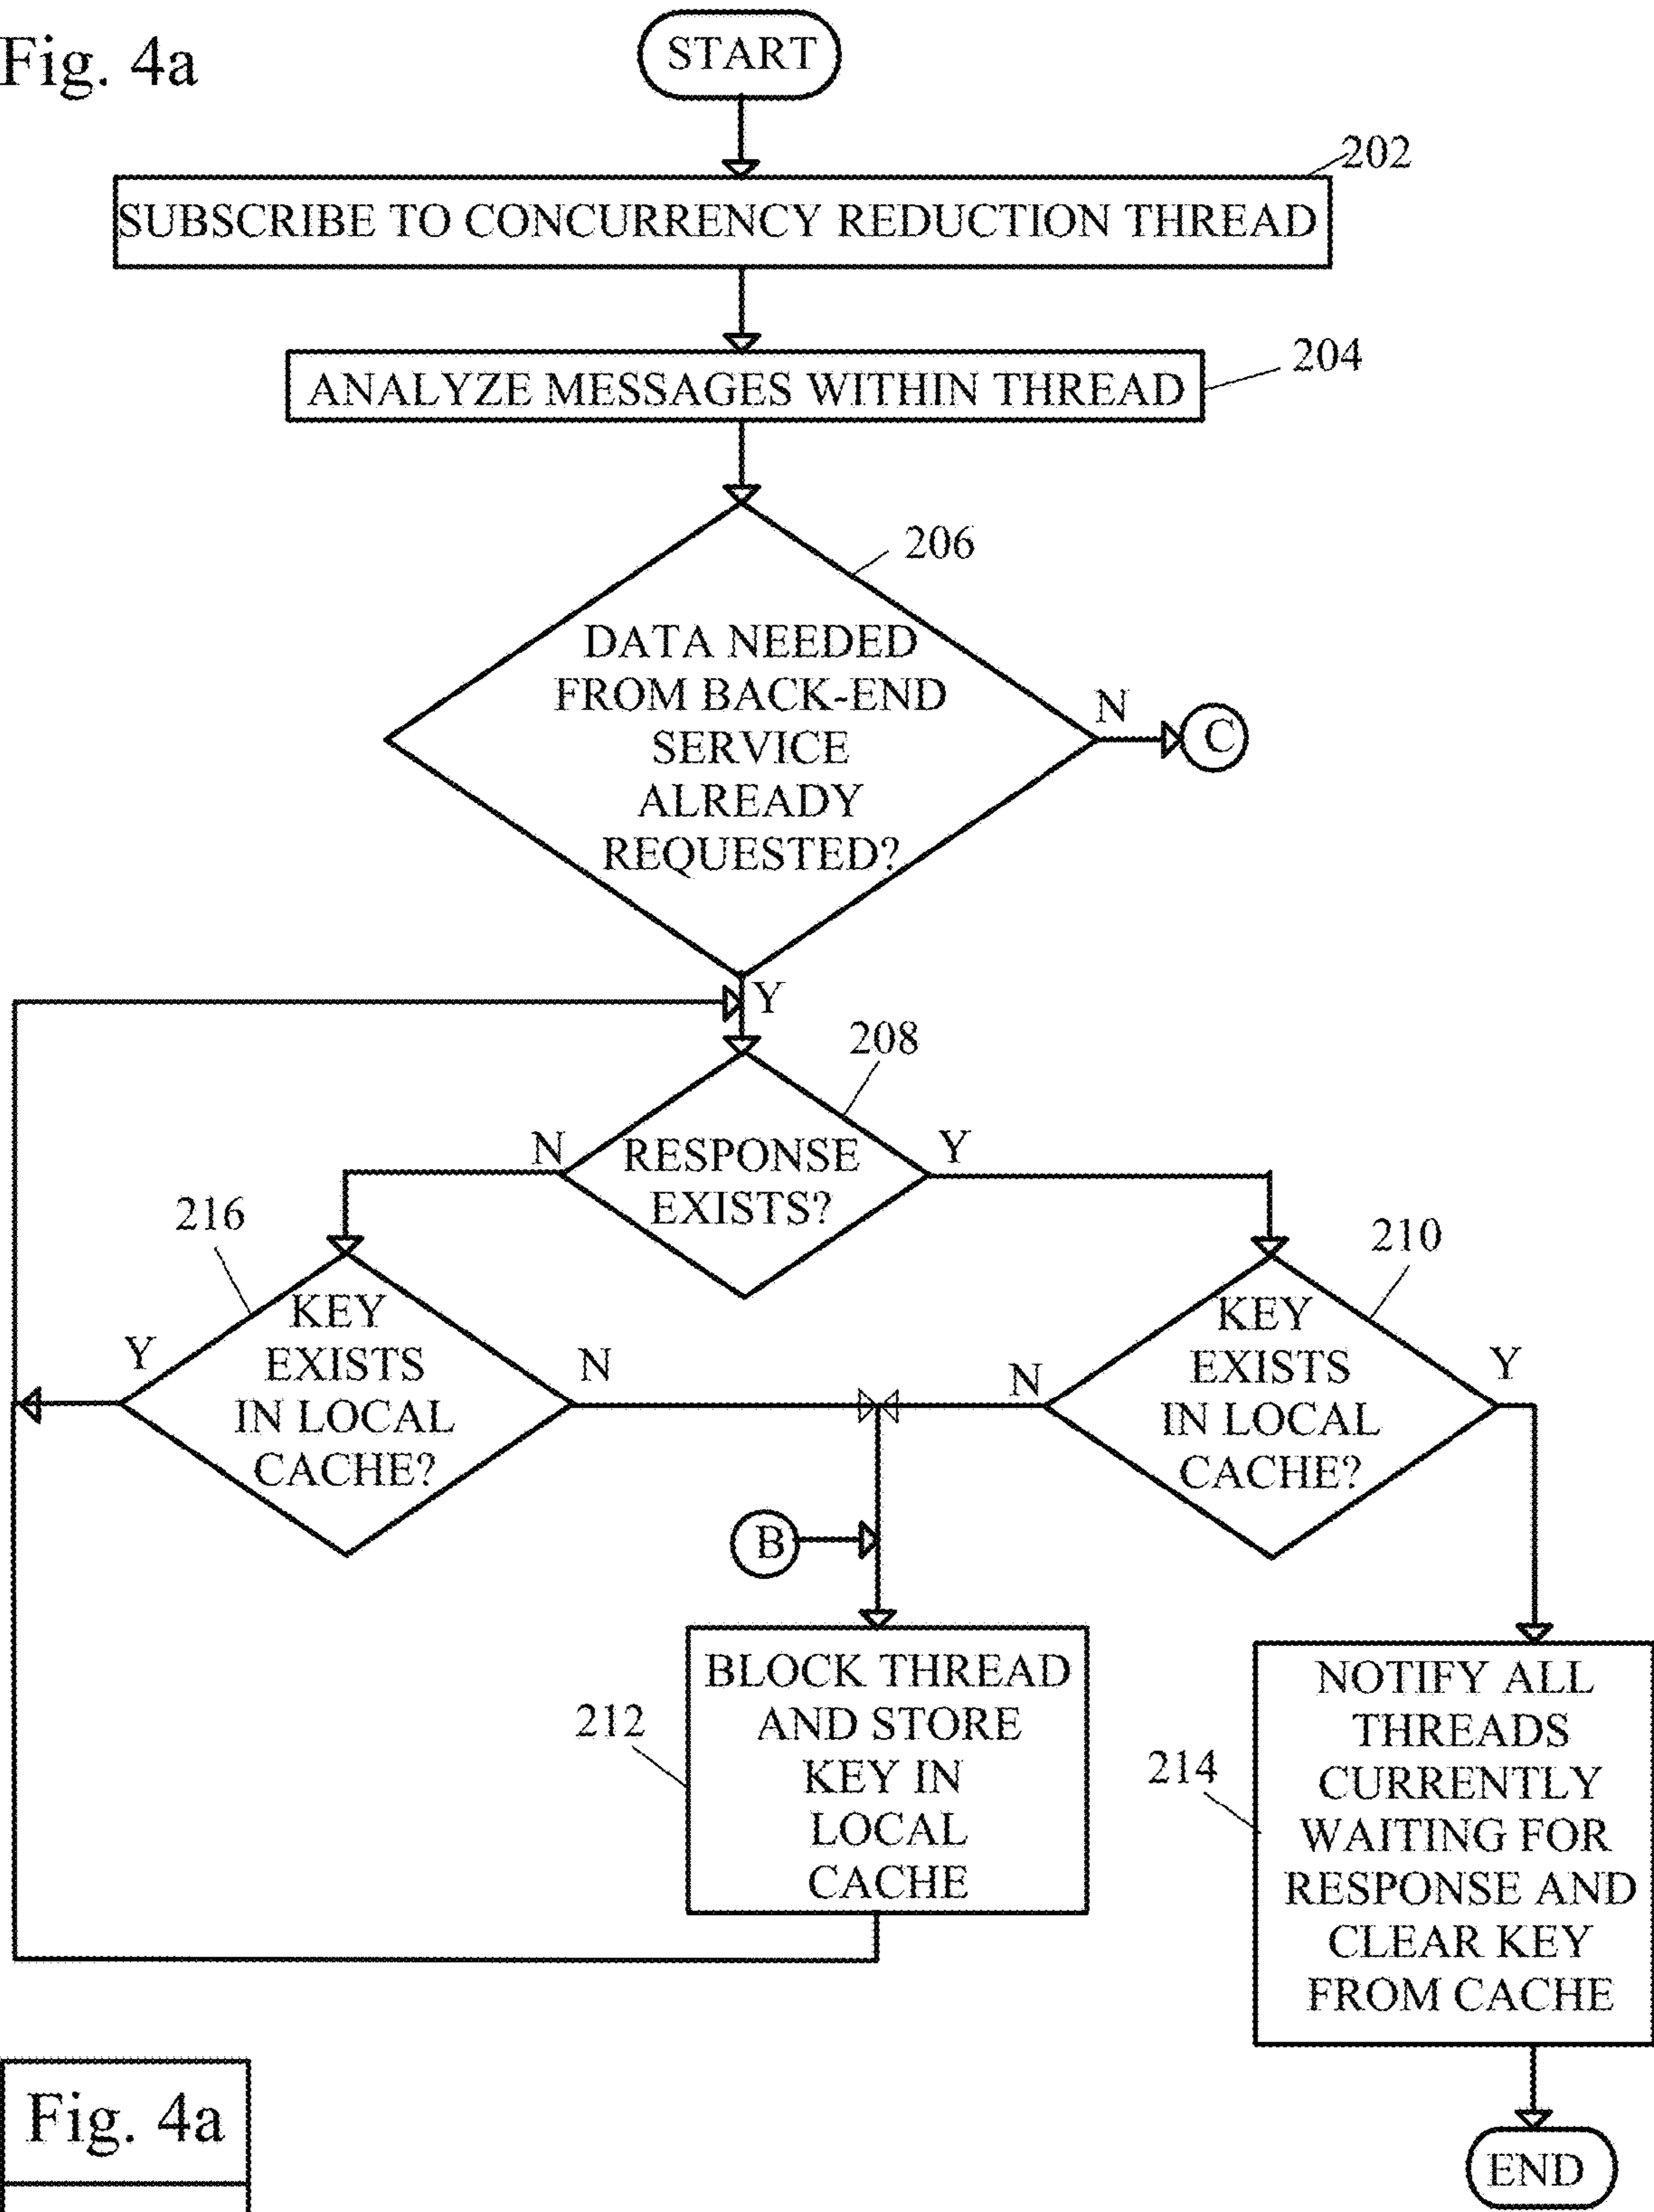 Fig. 4a
START
202
SUBSCRIBE TO CONCURRENCY REDUCTION THREAD
204
ANALYZE MESSAGES WITHIN THREAD
206
DATA NEEDED
FROM BACK-END
SERVICE
ALREADY
REQUESTED?
N
C
Y
208
RESPONSE
EXISTS?
N
Y
216
KEY
EXISTS
IN LOCAL
CACHE?
Y
N
210
KEY
EXISTS
IN LOCAL
CACHE?
N
Y
B
212
BLOCK THREAD
AND STORE
KEY IN
LOCAL
CACHE
214
NOTIFY ALL
THREADS
CURRENTLY
WAITING FOR
RESPONSE AND
CLEAR KEY
FROM CACHE
Fig. 4a
END